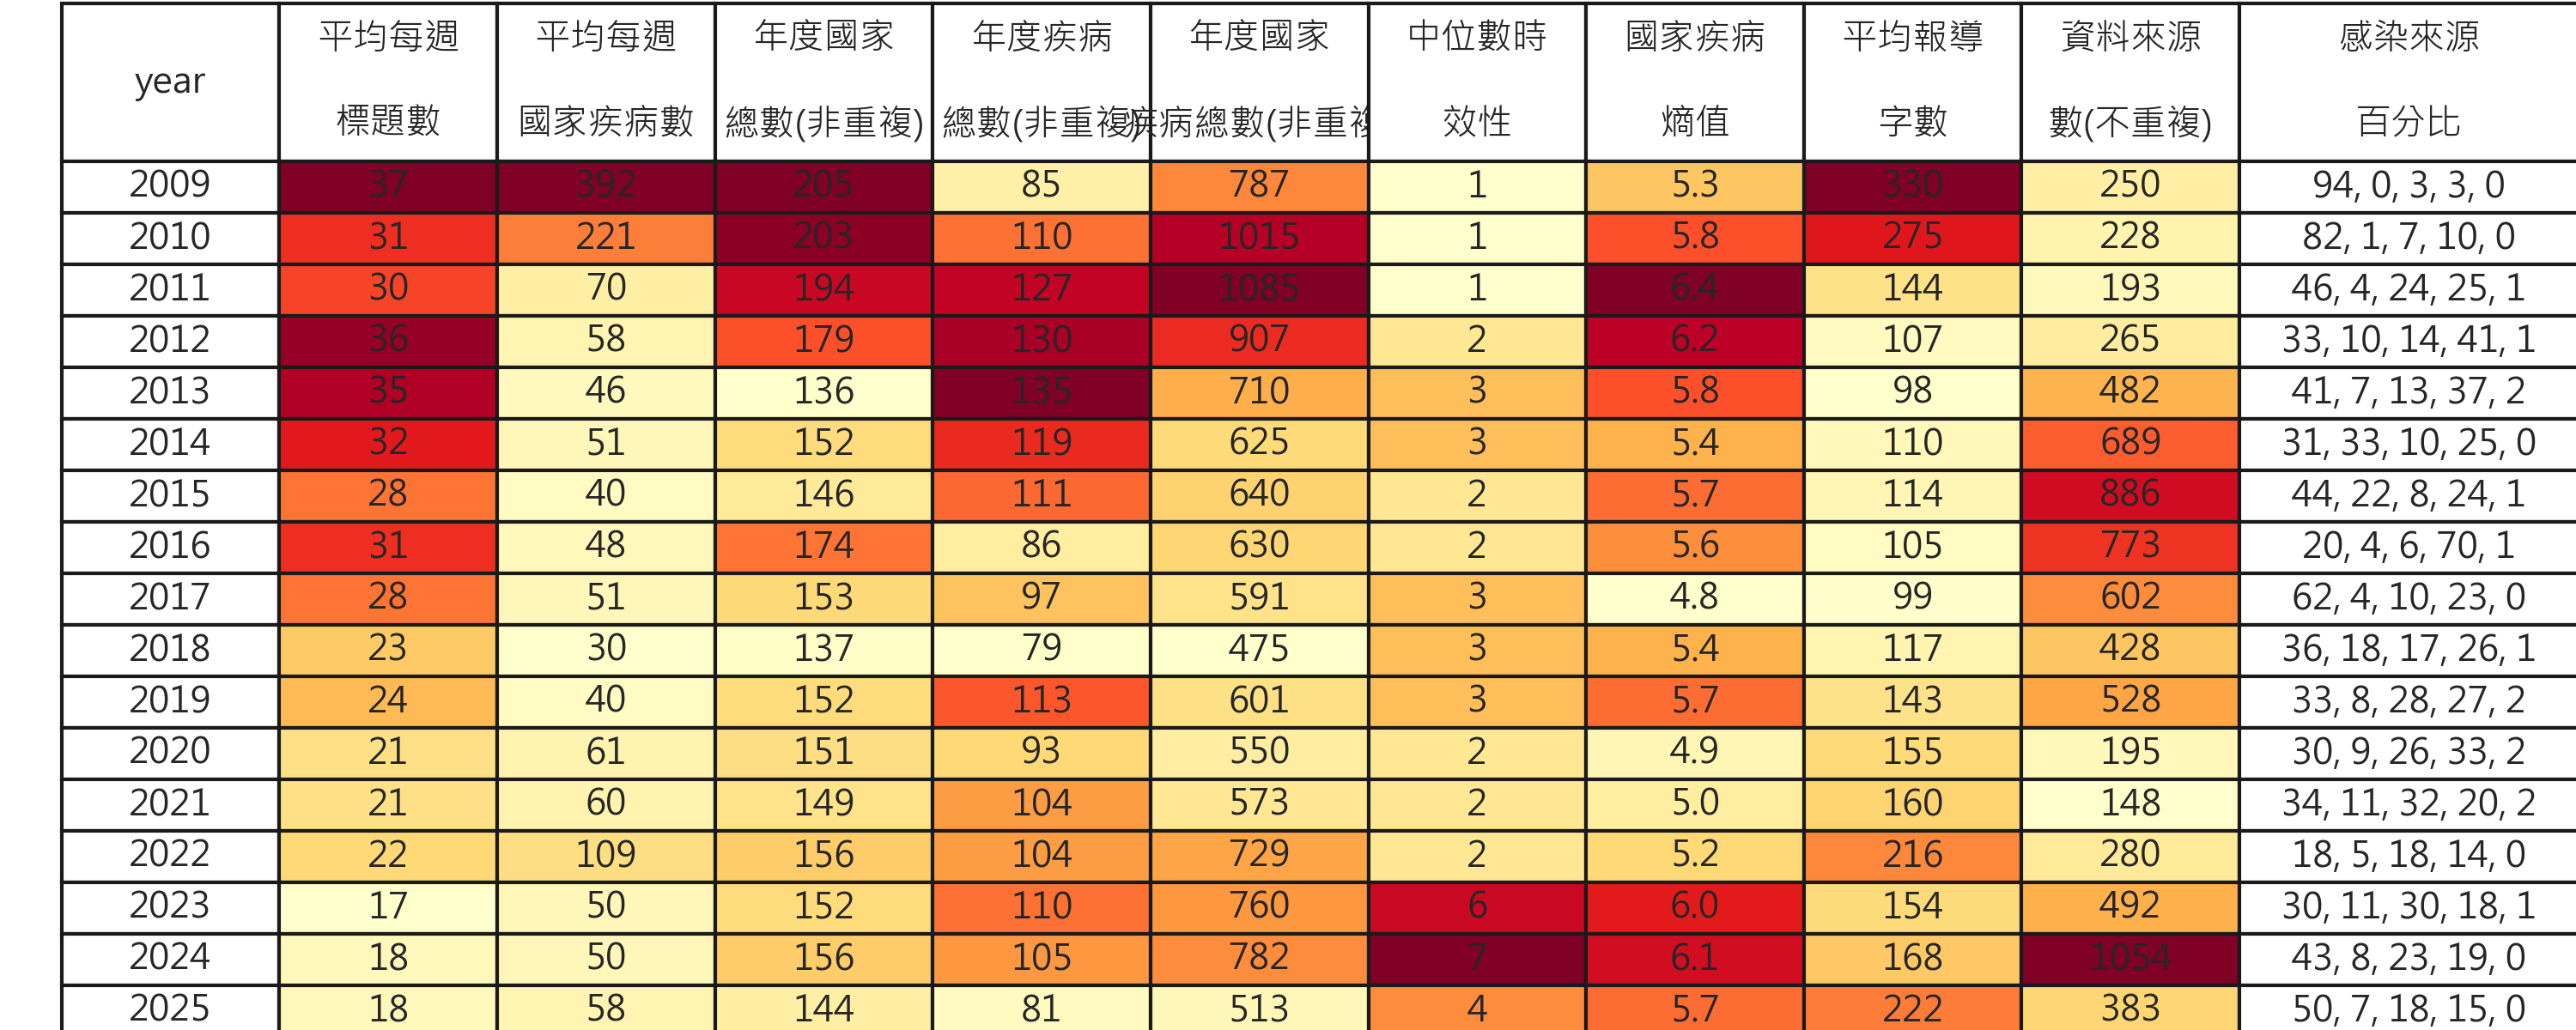 year 平均每週 平均每週 年度國家 年度疾病 年度國家 中位數時 國家疾病 平均報導 資料來源 感染來源
標題數 國家疾病數 總數(非重複) 總數(非重複) 疾病總數(非重複 效性 熵值 字數 數(不重複) 百分比
2009 37 392 205 85 787 1 5.3 330 250 94, 0, 3, 3, 0
2010 31 221 203 110 1015 1 5.8 275 228 82, 1, 7, 10, 0
2011 30 70 194 127 1085 1 6.4 144 193 46, 4, 24, 25, 1
2012 36 58 179 130 907 2 6.2 107 265 33, 10, 14, 41, 1
2013 35 46 136 135 710 3 5.8 98 482 41, 7, 13, 37, 2
2014 32 51 152 119 625 3 5.4 110 689 31, 33, 10, 25, 0
2015 28 40 146 111 640 2 5.7 114 886 44, 22, 8, 24, 1
2016 31 48 174 86 630 2 5.6 105 773 20, 4, 6, 70, 1
2017 28 51 153 97 591 3 4.8 99 602 62, 4, 10, 23, 0
2018 23 30 137 79 475 3 5.4 117 428 36, 18, 17, 26, 1
2019 24 40 152 113 601 3 5.7 143 528 33, 8, 28, 27, 2
2020 21 61 151 93 550 2 4.9 155 195 30, 9, 26, 33, 2
2021 21 60 149 104 573 2 5.0 160 148 34, 11, 32, 20, 2
2022 22 109 156 104 729 2 5.2 216 280 18, 5, 18, 14, 0
2023 17 50 152 110 760 6 6.0 154 492 30, 11, 30, 18, 1
2024 18 50 156 105 782 7 6.1 168 1054 43, 8, 23, 19, 0
2025 18 58 144 81 513 4 5.7 222 383 50, 7, 18, 15, 0